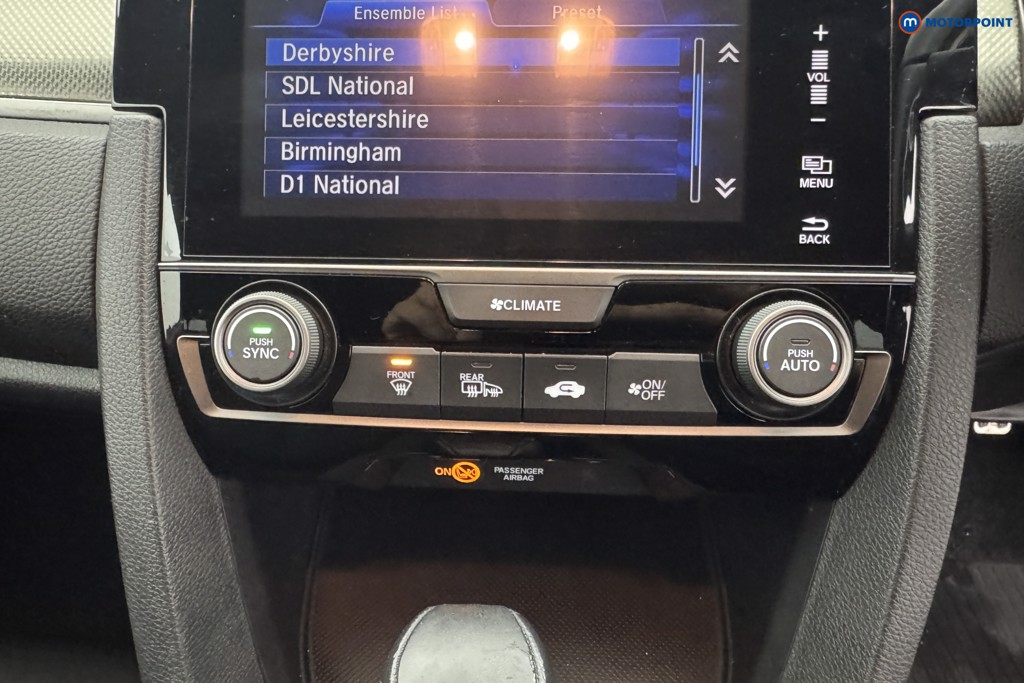 MOTORPOINT
Ensemble List
Preset
Derbyshire
SDL National
Leicestershire
Birmingham
D1 National
+
VOL
−
MENU
BACK
CLIMATE
PUSH
SYNC
FRONT
REAR
ON/
OFF
PUSH
AUTO
ON
PASSENGER
AIRBAG